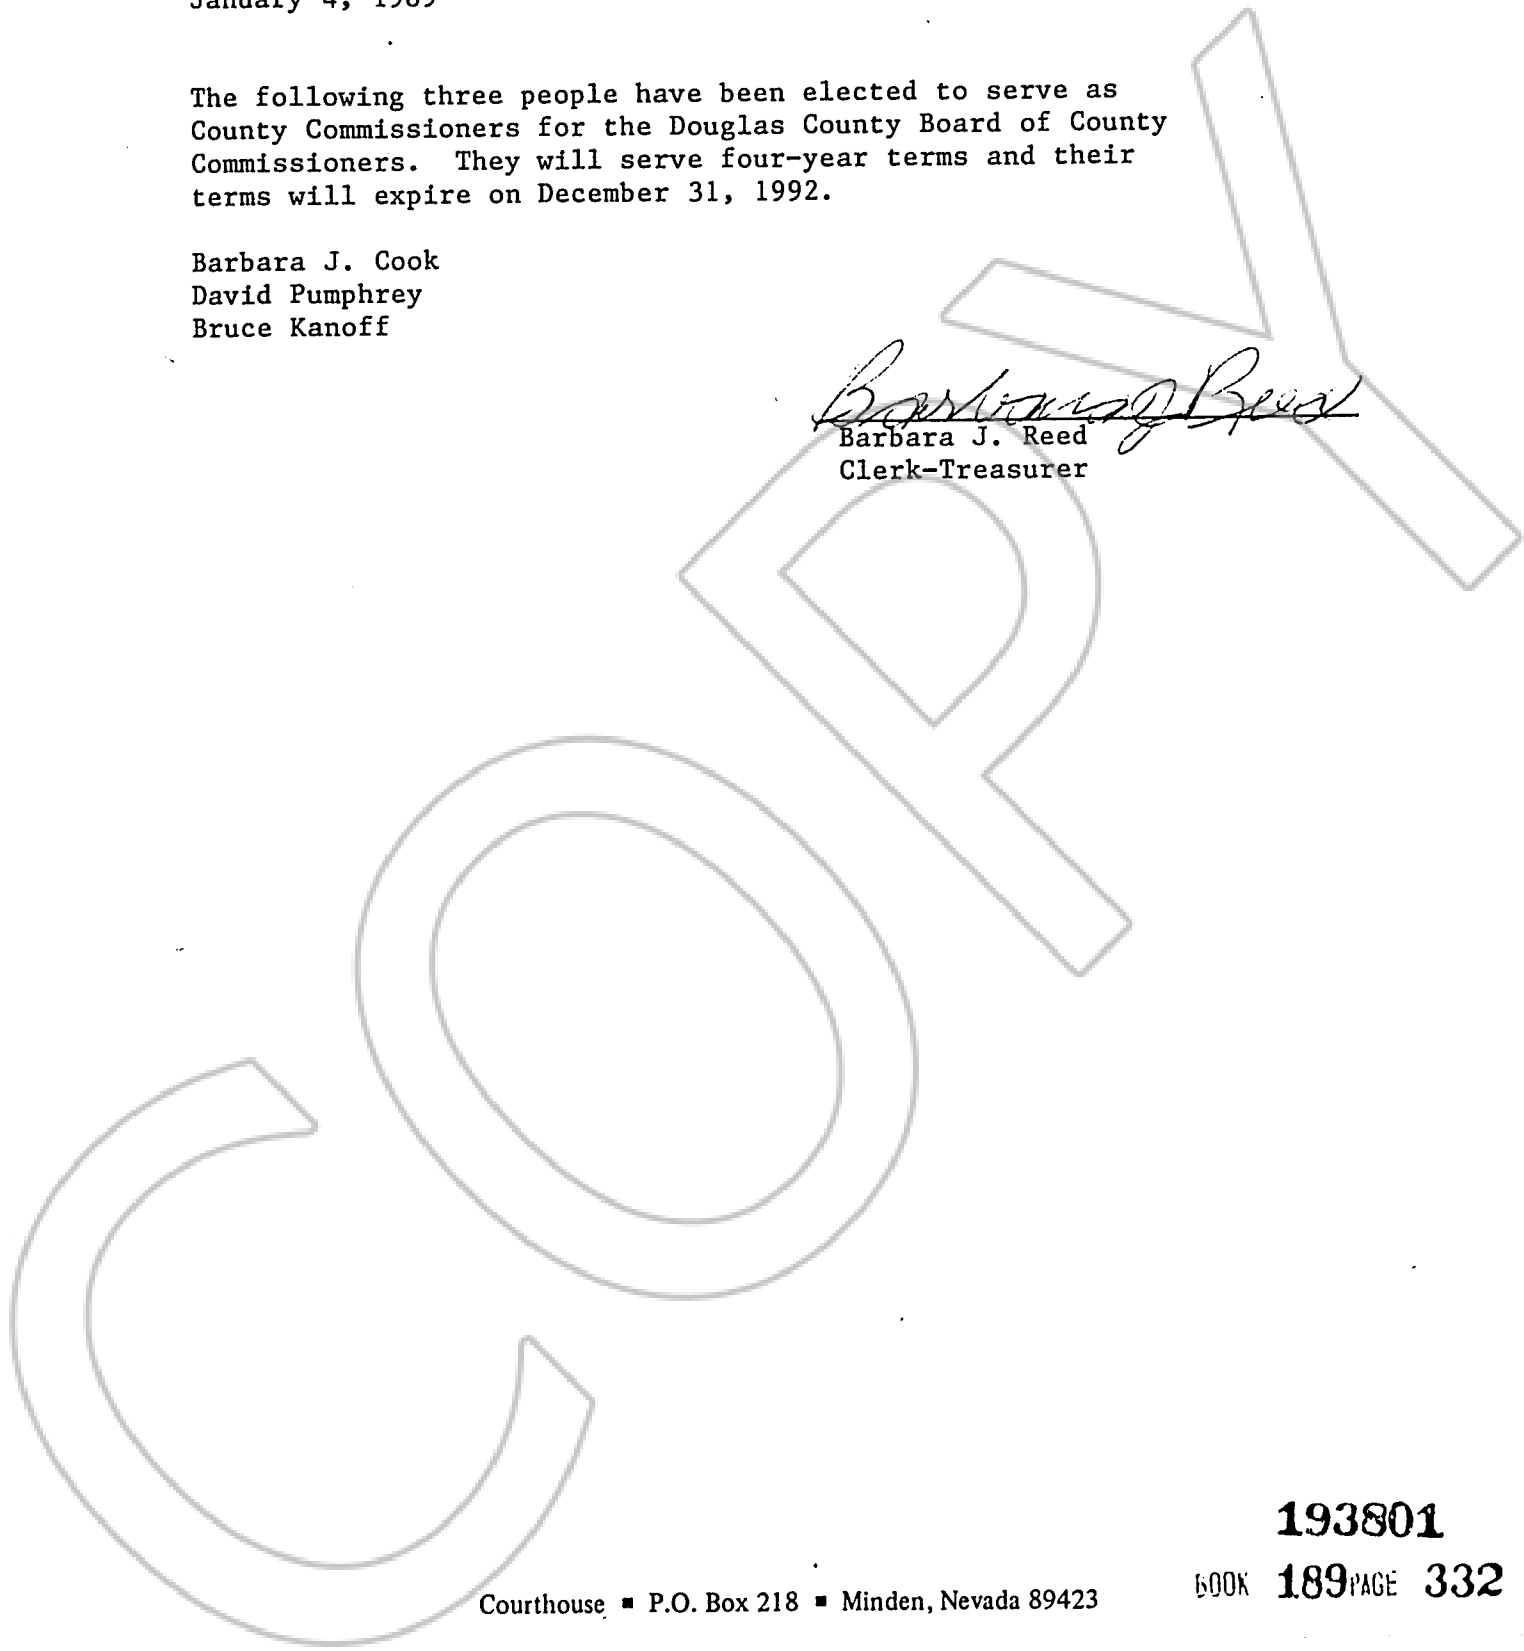 January 4, 1989
The following three people have been elected to serve as
County Commissioners for the Douglas County Board of County
Commissioners.  They will serve four-year terms and their
terms will expire on December 31, 1992.
Barbara J. Cook
David Pumphrey
Bruce Kanoff
Barbara J Reed
Barbara J. Reed
Clerk-Treasurer
COPY
193801
BOOK 189 PAGE 332
Courthouse ▪ P.O. Box 218 ▪ Minden, Nevada 89423